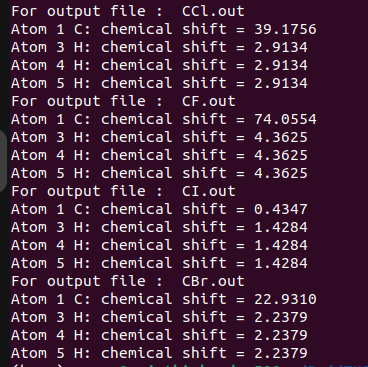 For output file :  CCl.out
Atom 1 C: chemical shift = 39.1756
Atom 3 H: chemical shift = 2.9134
Atom 4 H: chemical shift = 2.9134
Atom 5 H: chemical shift = 2.9134
For output file :  CF.out
Atom 1 C: chemical shift = 74.0554
Atom 3 H: chemical shift = 4.3625
Atom 4 H: chemical shift = 4.3625
Atom 5 H: chemical shift = 4.3625
For output file :  CI.out
Atom 1 C: chemical shift = 0.4347
Atom 3 H: chemical shift = 1.4284
Atom 4 H: chemical shift = 1.4284
Atom 5 H: chemical shift = 1.4284
For output file :  CBr.out
Atom 1 C: chemical shift = 22.9310
Atom 3 H: chemical shift = 2.2379
Atom 4 H: chemical shift = 2.2379
Atom 5 H: chemical shift = 2.2379